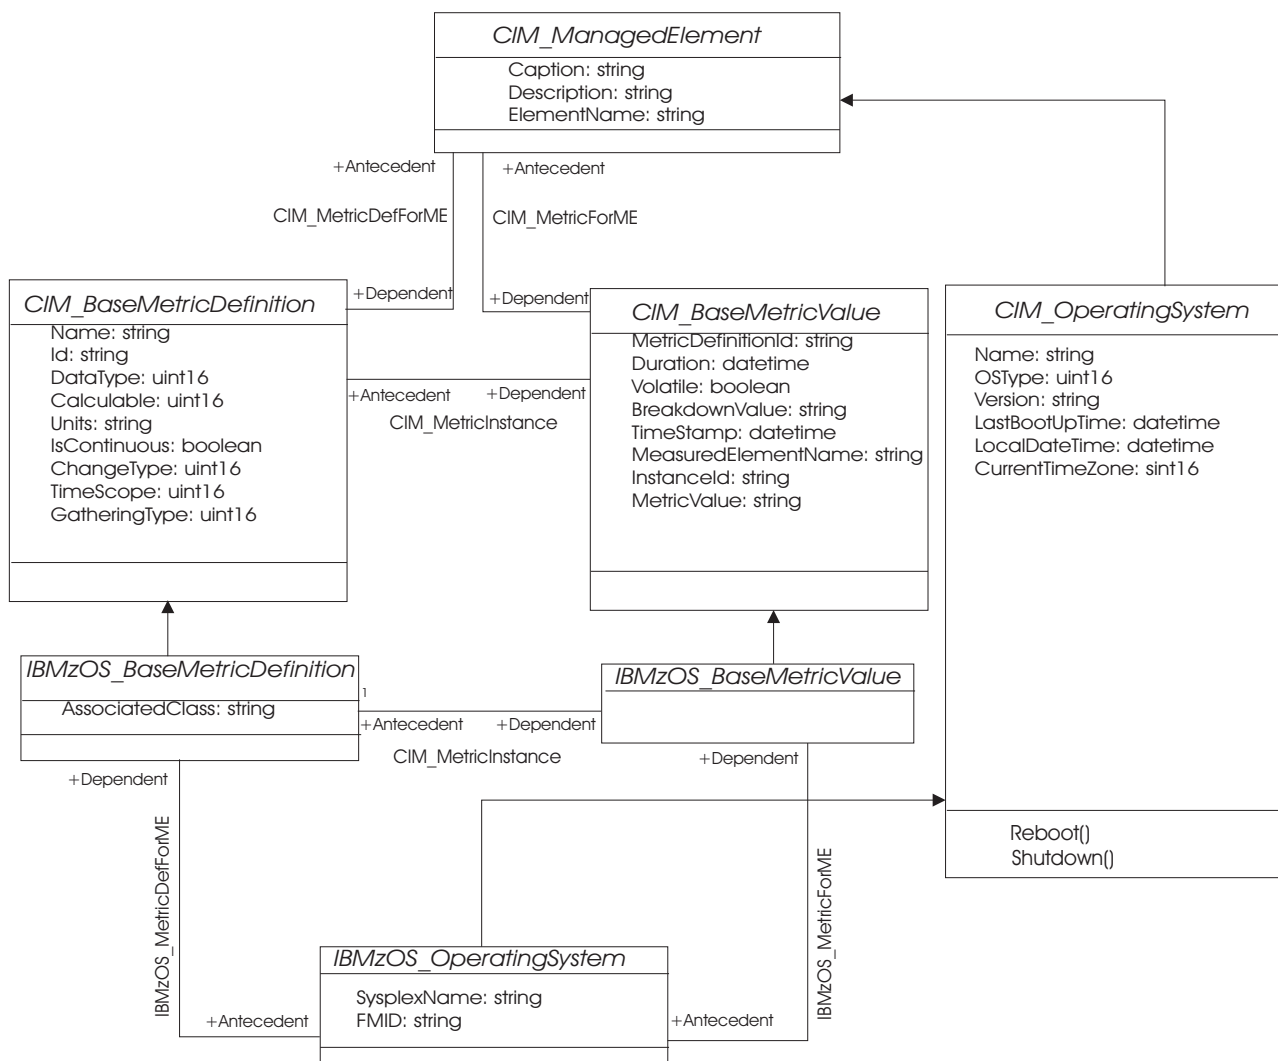 CIM_ManagedElement
Caption: string
Description: string
ElementName: string
+Antecedent
+Antecedent
CIM_MetricDefForME
CIM_MetricForME
+Dependent
+Dependent
CIM_BaseMetricDefinition
Name: string
Id: string
DataType: uint16
Calculable: uint16
Units: string
IsContinuous: boolean
ChangeType: uint16
TimeScope: uint16
GatheringType: uint16
+Antecedent
+Dependent
CIM_MetricInstance
CIM_BaseMetricValue
MetricDefinitionId: string
Duration: datetime
Volatile: boolean
BreakdownValue: string
TimeStamp: datetime
MeasuredElementName: string
InstanceId: string
MetricValue: string
CIM_OperatingSystem
Name: string
OSType: uint16
Version: string
LastBootUpTime: datetime
LocalDateTime: datetime
CurrentTimeZone: sint16
Reboot()
Shutdown()
IBMzOS_BaseMetricDefinition
AssociatedClass: string
1
+Antecedent
+Dependent
CIM_MetricInstance
IBMzOS_BaseMetricValue
+Dependent
+Dependent
IBMzOS_MetricDefForME
IBMzOS_MetricForME
IBMzOS_OperatingSystem
SysplexName: string
FMID: string
+Antecedent
+Antecedent